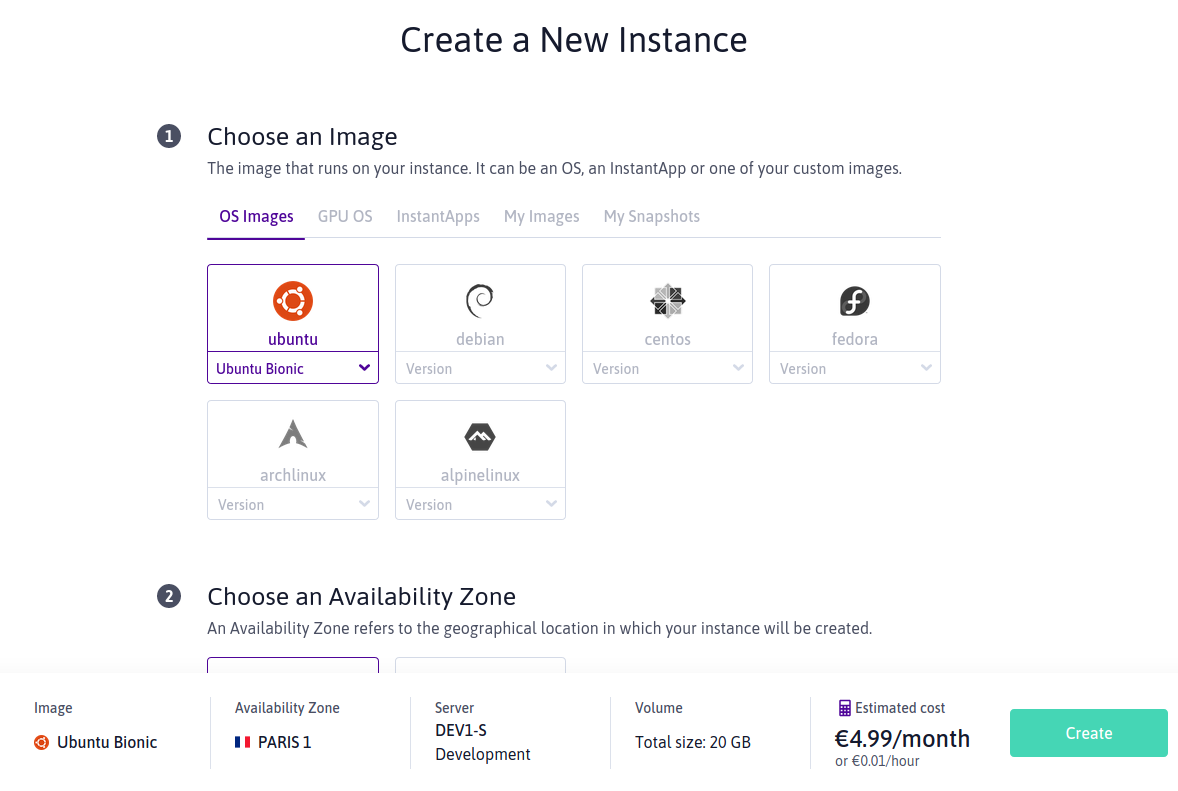 Create a New Instance
1 Choose an Image
The image that runs on your instance. It can be an OS, an InstantApp or one of your custom images.
OS Images GPU OS InstantApps My Images My Snapshots
ubuntu debian centos fedora
Ubuntu Bionic Version Version Version
archlinux alpinelinux
Version Version
2 Choose an Availability Zone
An Availability Zone refers to the geographical location in which your instance will be created.
Image
Ubuntu Bionic
Availability Zone
PARIS 1
Server
DEV1-S
Development
Volume
Total size: 20 GB
Estimated cost
€4.99/month
or €0.01/hour
Create